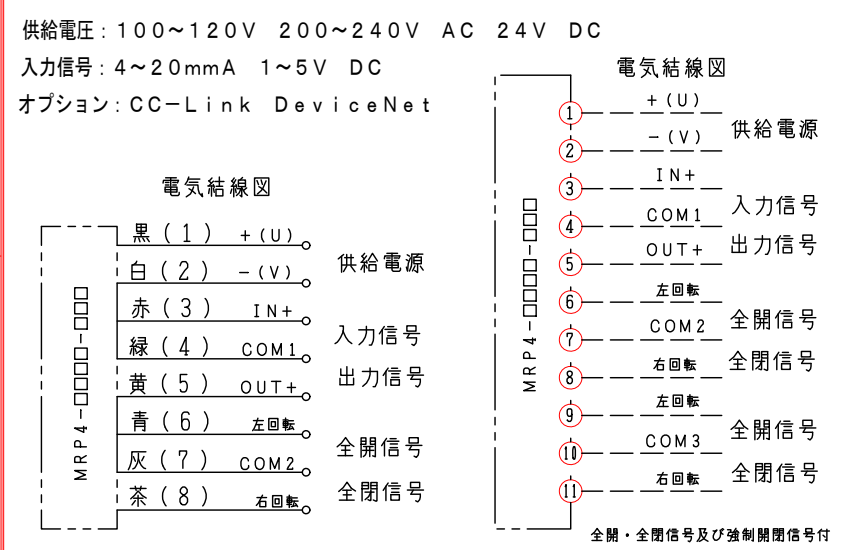 供給電圧：１００〜１２０Ｖ　２００〜２４０Ｖ　ＡＣ　２４Ｖ　ＤＣ
入力信号：４〜２０ｍｍＡ　１〜５Ｖ　ＤＣ
オプション：ＣＣ−Ｌｉｎｋ　ＤｅｖｉｃｅＮｅｔ
電気結線図
MRP4-□□□□-□□□
黒(1) +(U)
白(2) -(V)
供給電源
赤(3) IN+
入力信号
緑(4) COM1
黄(5) OUT+
出力信号
青(6) 左回転
全開信号
灰(7) COM2
茶(8) 右回転
全閉信号
電気結線図
MRP4-□□□□-□□□
① +(U)
② -(V)
供給電源
③ IN+
入力信号
④ COM1
⑤ OUT+
出力信号
⑥ 左回転
全開信号
⑦ COM2
⑧ 右回転
全閉信号
⑨ 左回転
全開信号
⑩ COM3
⑪ 右回転
全閉信号
全開・全閉信号及び強制開閉信号付